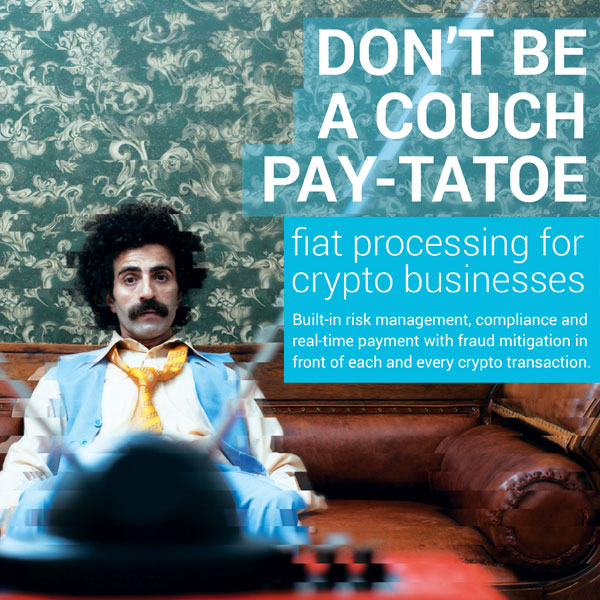 DON'T BE
A COUCH
PAY-TATOE
fiat processing for
crypto businesses
Built-in risk management, compliance and
real-time payment with fraud mitigation in
front of each and every crypto transaction.